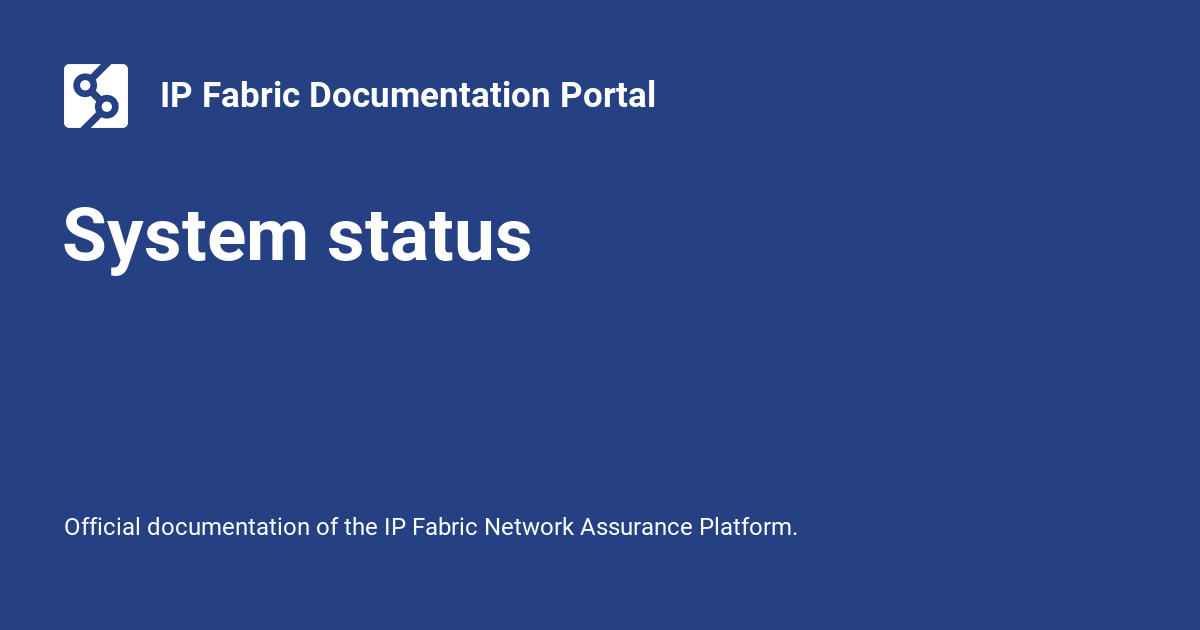 IP Fabric Documentation Portal
System status
Official documentation of the IP Fabric Network Assurance Platform.